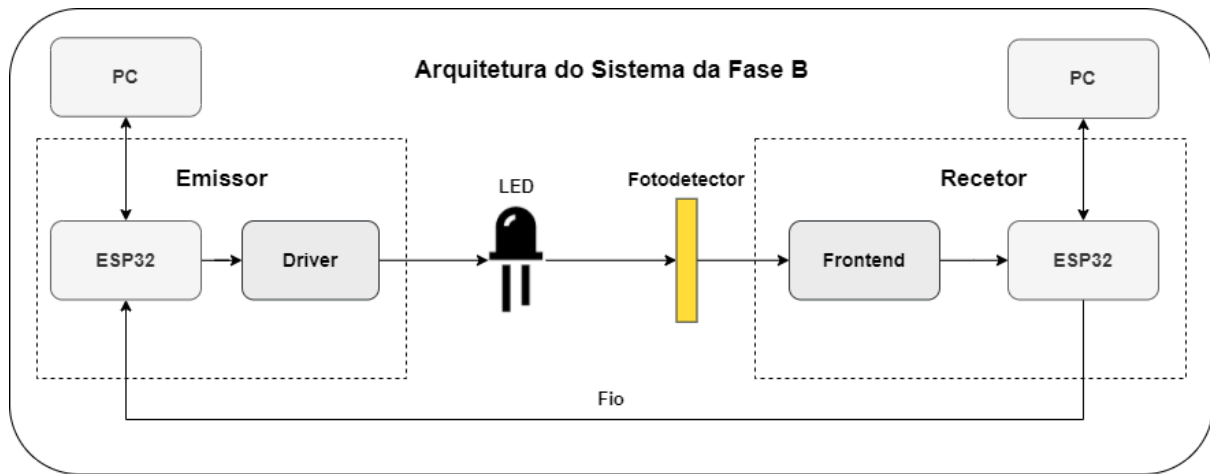 Arquitetura do Sistema da Fase B
PC
PC
Emissor
LED
Fotodetector
Recetor
ESP32
Driver
Frontend
ESP32
Fio